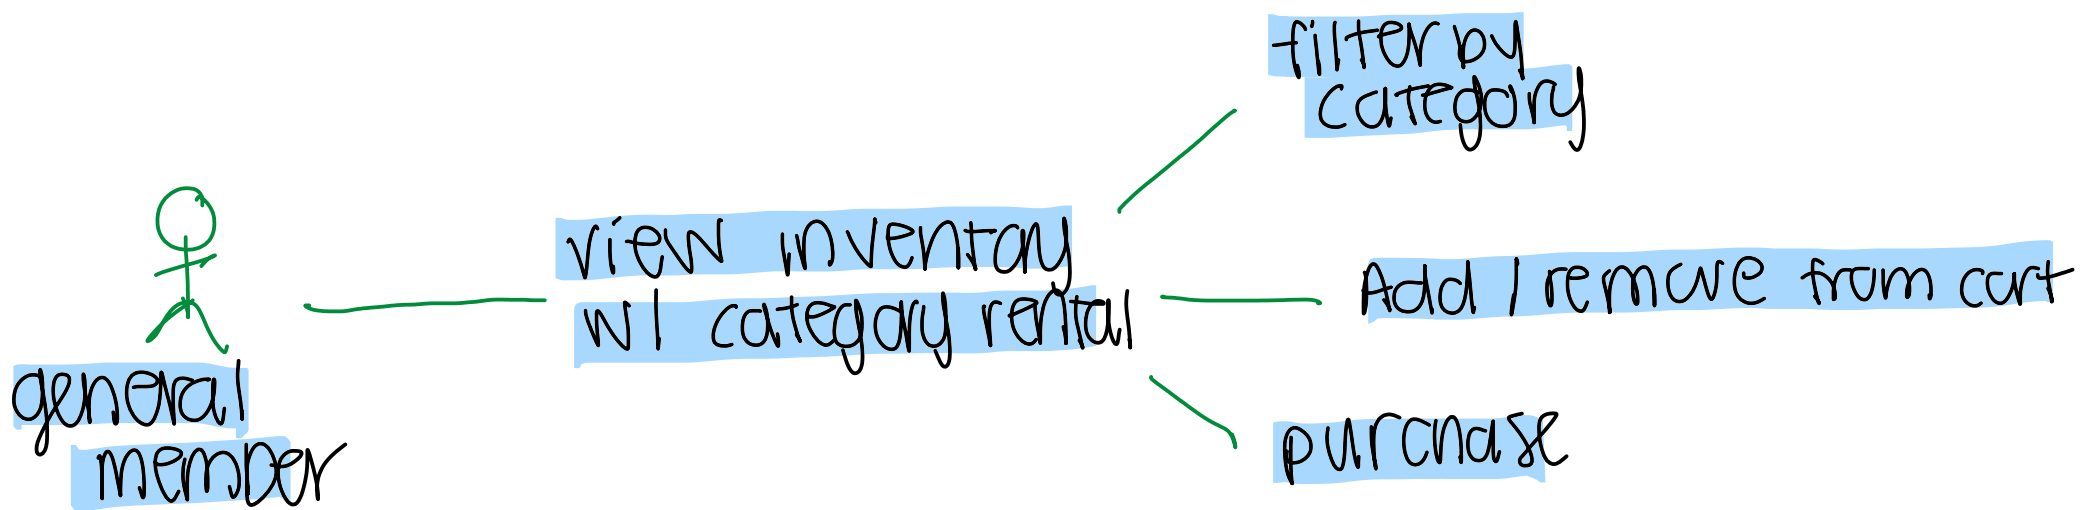 filter by
category
view inventory
w/ category rental
Add / remove from cart
general
member
purchase